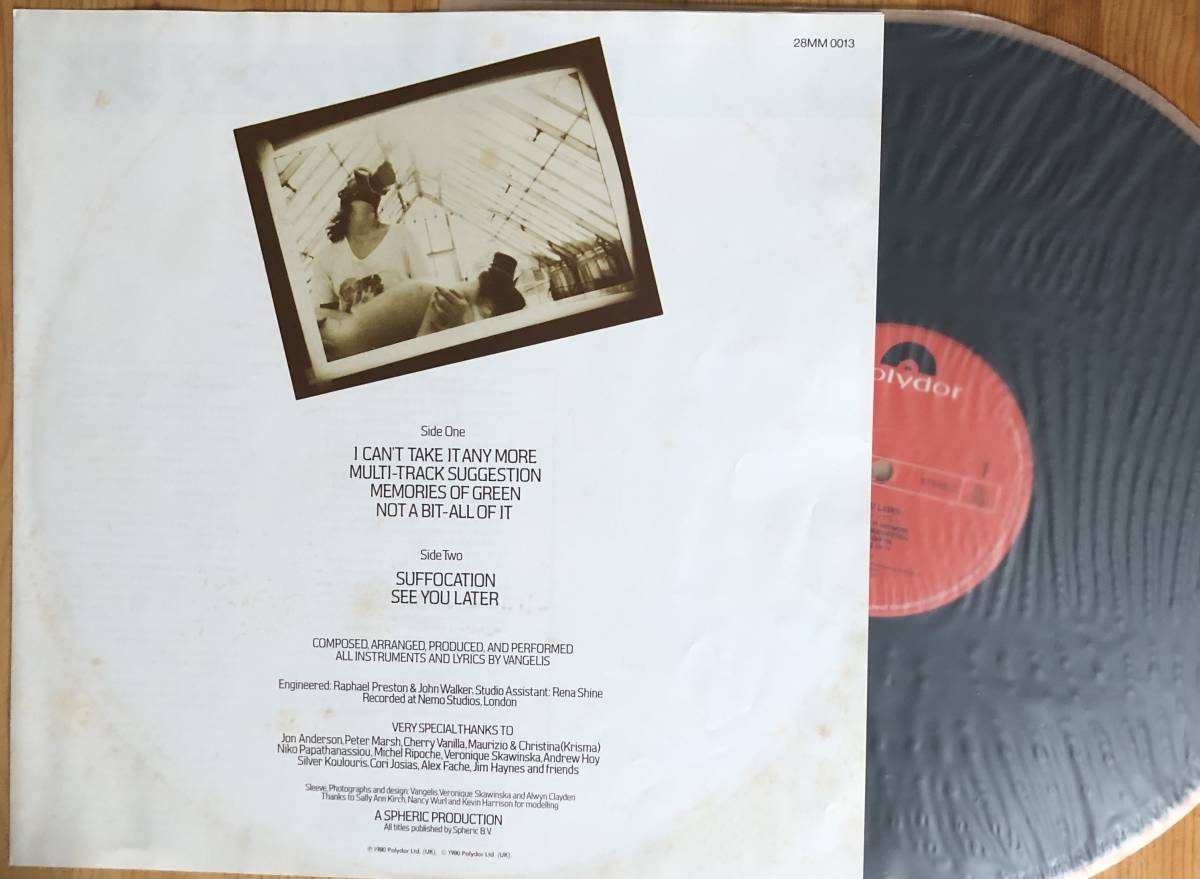 28MM 0013
Side One
I CAN'T TAKE IT ANY MORE
MULTI-TRACK SUGGESTION
MEMORIES OF GREEN
NOT A BIT-ALL OF IT
Side Two
SUFFOCATION
SEE YOU LATER
COMPOSED, ARRANGED, PRODUCED, AND PERFORMED
ALL INSTRUMENTS AND LYRICS BY VANGELIS
Engineered: Raphael Preston & John Walker. Studio Assistant: Rena Shine
Recorded at Nemo Studios, London
VERY SPECIAL THANKS TO
Jon Anderson, Peter Marsh, Cherry Vanilla, Maurizio & Christina (Krisma)
Niko Papathanassiou, Michel Ripoche, Veronique Skawinska, Andrew Hoy
Silver Koulouris, Cori Josias, Alex Fache, Jim Haynes and friends
Sleeve, Photographs and design: Vangelis, Veronique Skawinska and Alwyn Clayden
Thanks to Sally Ann Kirch, Nancy Wurl and Kevin Harrison for modelling
A SPHERIC PRODUCTION
All titles published by Spheric B.V.
℗ 1980 Polydor Ltd. (UK). © 1980 Polydor Ltd. (UK).
olydor
STEREO